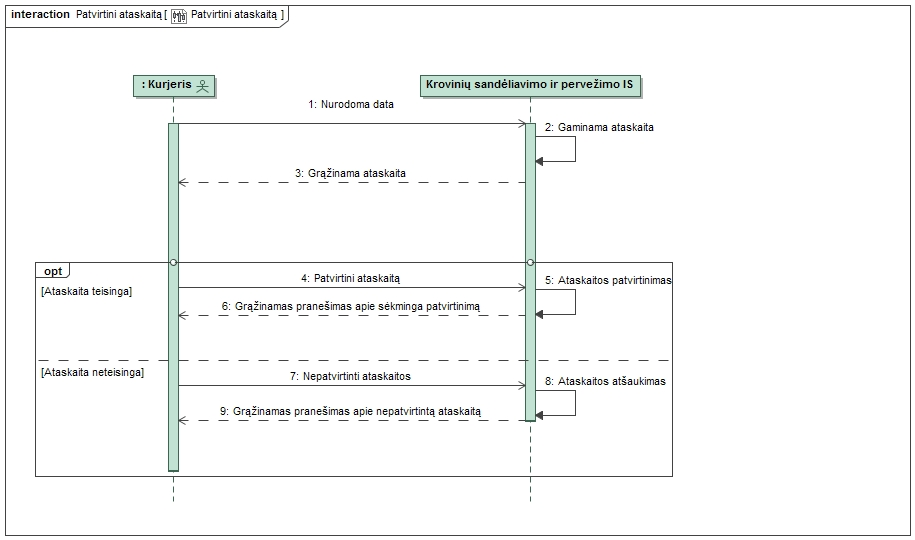 interaction Patvirtini ataskaitą [ Patvirtini ataskaitą ]
: Kurjeris
Krovinių sandėliavimo ir pervežimo IS
1: Nurodoma data
2: Gaminama ataskaita
3: Grąžinama ataskaita
opt
4: Patvirtini ataskaitą
5: Ataskaitos patvirtinimas
[Ataskaita teisinga]
6: Grąžinamas pranešimas apie sėkminga patvirtinimą
[Ataskaita neteisinga]
7: Nepatvirtinti ataskaitos
8: Ataskaitos atšaukimas
9: Grąžinamas pranešimas apie nepatvirtintą ataskaitą